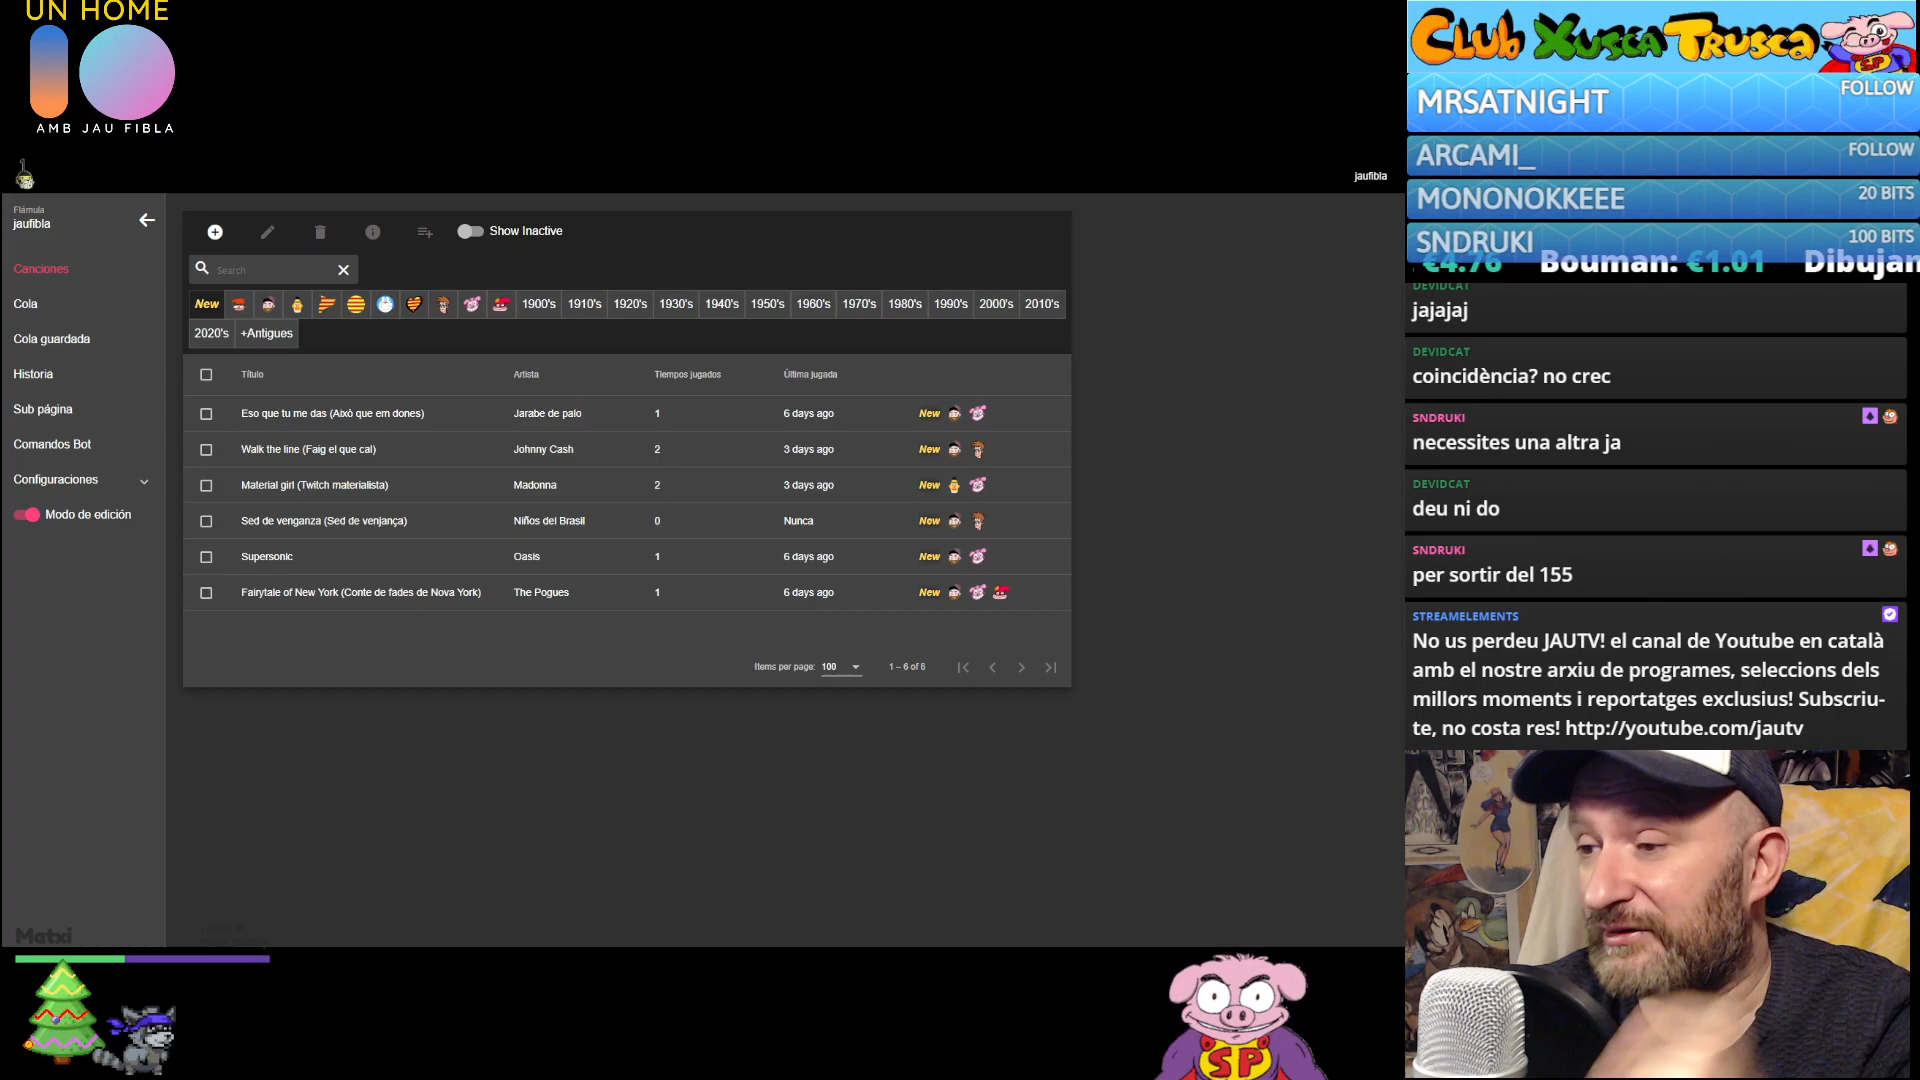 UN HOME
AMB JAU FIBLA
jaufibla
Flámula
jaufibla
Canciones
Cola
Cola guardada
Historia
Sub página
Comandos Bot
Configuraciones
Modo de edición
Matxi
Show Inactive
Search
New 1900's 1910's 1920's 1930's 1940's 1950's 1960's 1970's 1980's 1990's 2000's 2010's
2020's +Antigues
Título Artista Tiempos jugados Última jugada
Eso que tu me das (Això que em dones) Jarabe de palo 1 6 days ago New
Walk the line (Faig el que cal) Johnny Cash 2 3 days ago New
Material girl (Twitch materialista) Madonna 2 3 days ago New
Sed de venganza (Sed de venjança) Niños del Brasil 0 Nunca New
Supersonic Oasis 1 6 days ago New
Fairytale of New York (Conte de fades de Nova York) The Pogues 1 6 days ago New
Items per page: 100 1 – 6 of 6
SP
Club Xusca Trusca
SP
MRSATNIGHT FOLLOW
ARCAMI_ FOLLOW
MONONOKKEEE 20 BITS
SNDRUKI 100 BITS
€4.76 Bouman: €1.01 Dibujan
DEVIDCAT
jajajaj
DEVIDCAT
coincidència? no crec
SNDRUKI
necessites una altra ja
DEVIDCAT
deu ni do
SNDRUKI
per sortir del 155
STREAMELEMENTS
No us perdeu JAUTV! el canal de Youtube en català
amb el nostre arxiu de programes, seleccions dels
millors moments i reportatges exclusius! Subscriu-
te, no costa res! http://youtube.com/jautv